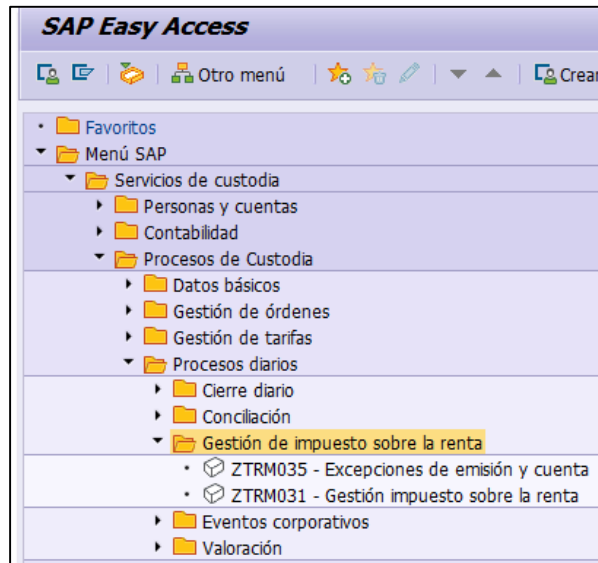 SAP Easy Access
Otro menú Crear
Favoritos
Menú SAP
Servicios de custodia
Personas y cuentas
Contabilidad
Procesos de Custodia
Datos básicos
Gestión de órdenes
Gestión de tarifas
Procesos diarios
Cierre diario
Conciliación
Gestión de impuesto sobre la renta
ZTRM035 - Excepciones de emisión y cuenta
ZTRM031 - Gestión impuesto sobre la renta
Eventos corporativos
Valoración